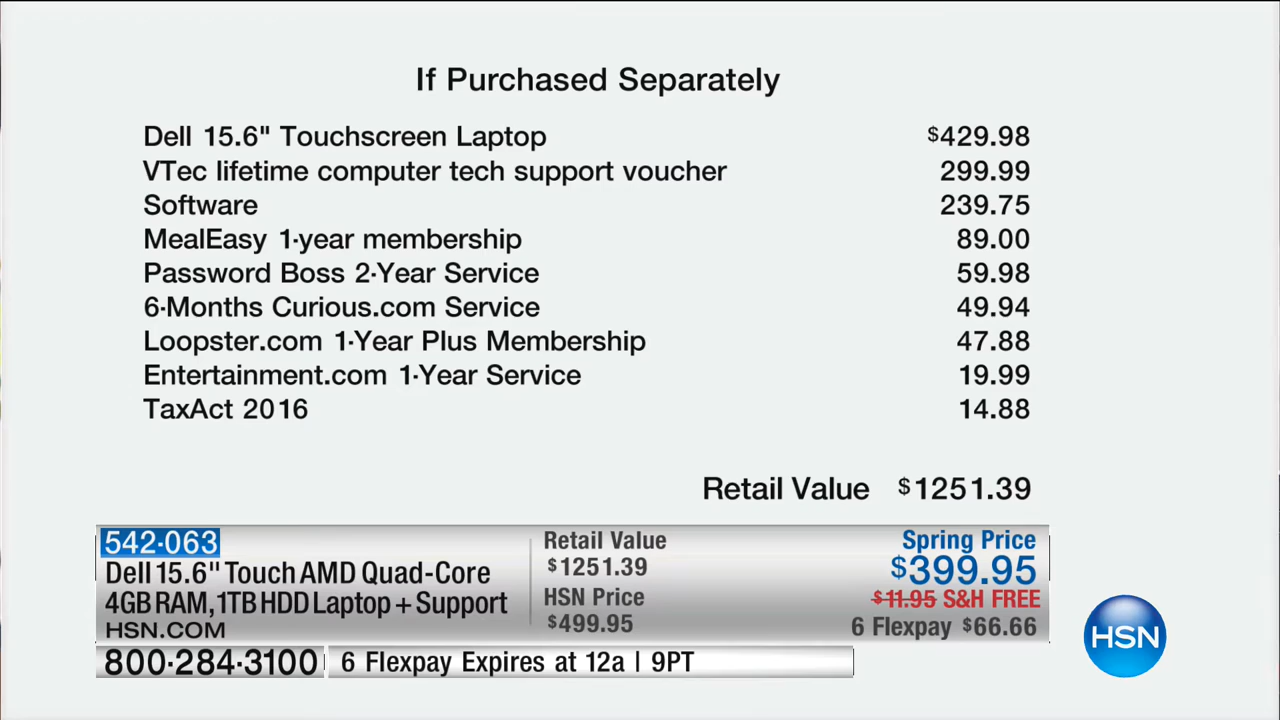 If Purchased Separately
Dell 15.6" Touchscreen Laptop $429.98
VTec lifetime computer tech support voucher 299.99
Software 239.75
MealEasy 1-year membership 89.00
Password Boss 2-Year Service 59.98
6-Months Curious.com Service 49.94
Loopster.com 1-Year Plus Membership 47.88
Entertainment.com 1-Year Service 19.99
TaxAct 2016 14.88
Retail Value $1251.39
542-063
Dell 15.6" Touch AMD Quad-Core
4GB RAM, 1TB HDD Laptop + Support
HSN.COM
Retail Value
$1251.39
HSN Price
$499.95
Spring Price
$399.95
$11.95 S&H FREE
6 Flexpay $66.66
800-284-3100 6 Flexpay Expires at 12a | 9PT
HSN